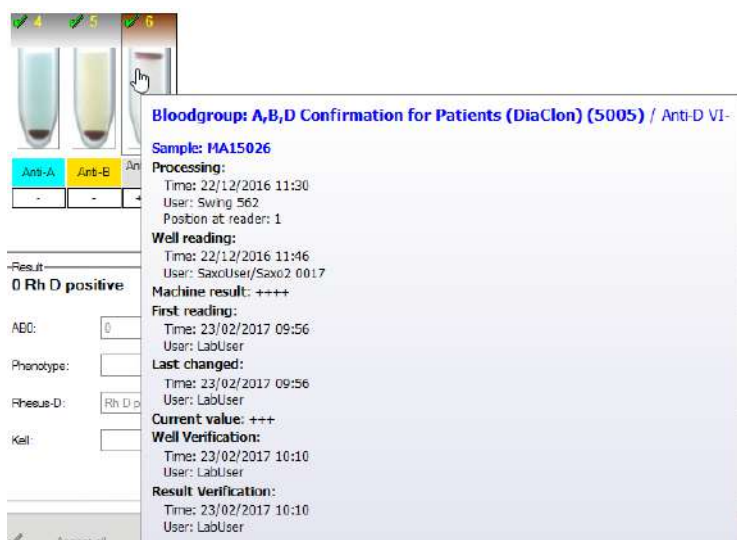 4 5 6
Bloodgroup: A,B,D Confirmation for Patients (DiaClon) (5005) / Anti-D VI-
Sample: MA15026
Anti-A Anti-B An
Processing:
Time: 22/12/2016 11:30
- - +
User: Swing 562
Position at reader: 1
Well reading:
Time: 22/12/2016 11:46
User: SaxoUser/Saxo2 0017
Result
0 Rh D positive
Machine result: ++++
First reading:
Time: 23/02/2017 09:56
User: LabUser
AB0: 0
Last changed:
Time: 23/02/2017 09:56
User: LabUser
Phenotype:
Rhesus-D: Rh D p
Current value: +++
Well Verification:
Time: 23/02/2017 10:10
User: LabUser
Kell:
Result Verification:
Time: 23/02/2017 10:10
User: LabUser